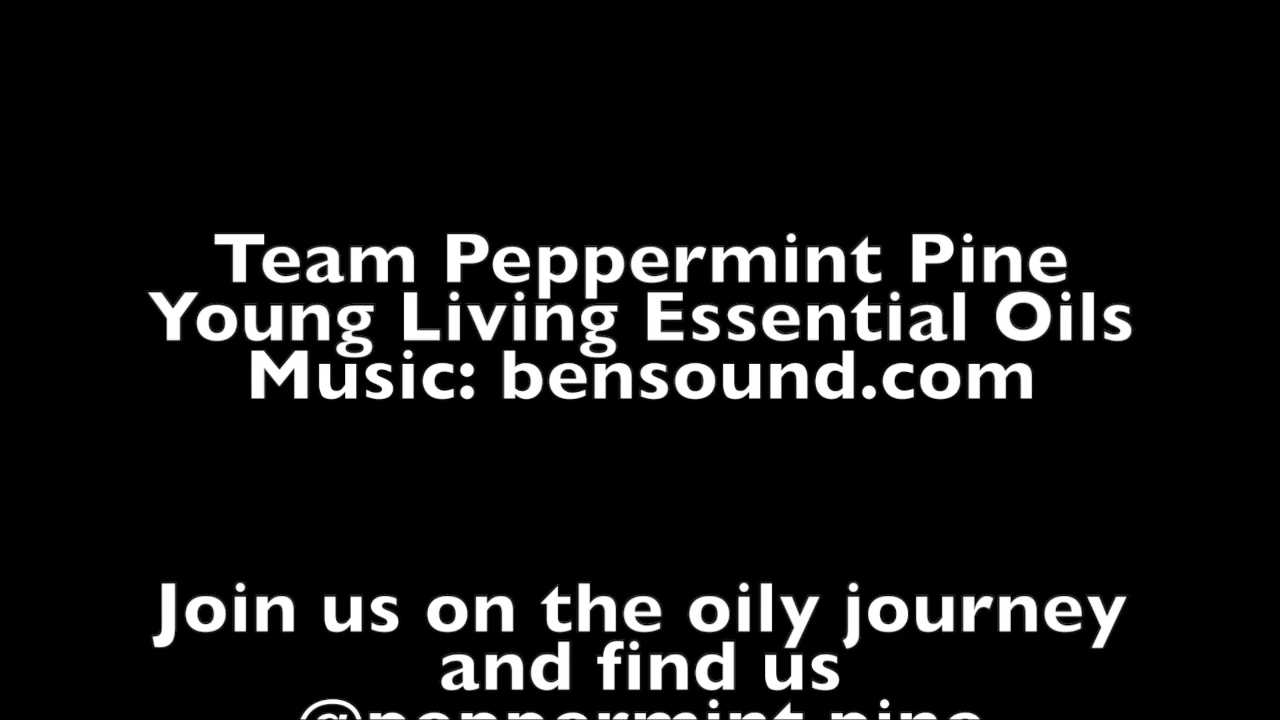 Team Peppermint Pine
Young Living Essential Oils
Music: bensound.com
Join us on the oily journey
and find us